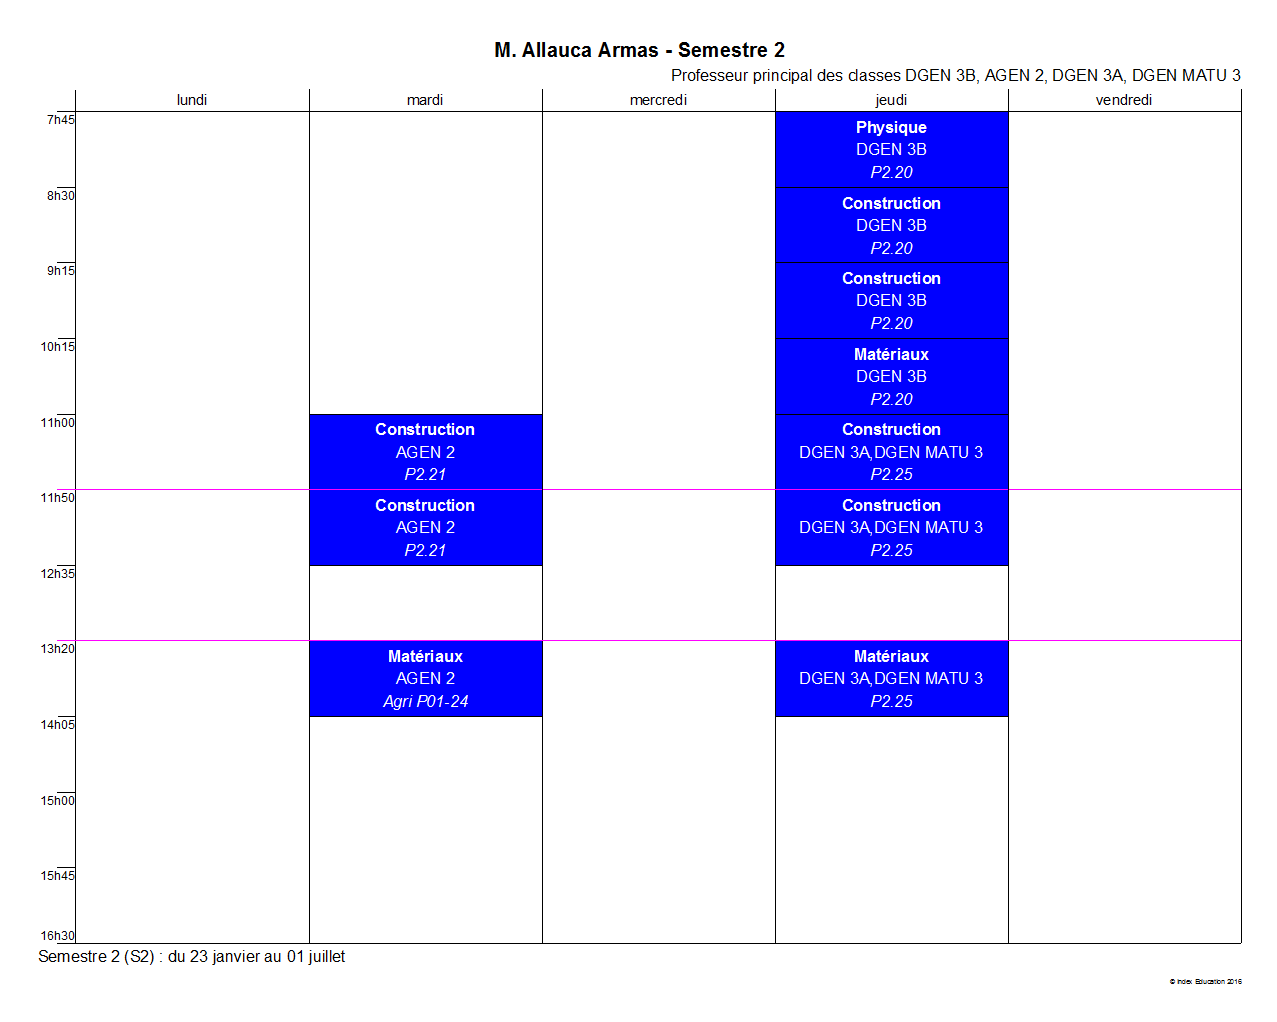 M. Allauca Armas - Semestre 2
Professeur principal des classes DGEN 3B, AGEN 2, DGEN 3A, DGEN MATU 3
lundi mardi mercredi jeudi vendredi
7h45
Physique
DGEN 3B
P2.20
8h30
Construction
DGEN 3B
P2.20
9h15
Construction
DGEN 3B
P2.20
10h15
Matériaux
DGEN 3B
P2.20
11h00
Construction Construction
AGEN 2 DGEN 3A,DGEN MATU 3
P2.21 P2.25
11h50
Construction Construction
AGEN 2 DGEN 3A,DGEN MATU 3
P2.21 P2.25
12h35
13h20
Matériaux Matériaux
AGEN 2 DGEN 3A,DGEN MATU 3
Agri P01-24 P2.25
14h05
15h00
15h45
16h30
Semestre 2 (S2) : du 23 janvier au 01 juillet
© Index Education 2016